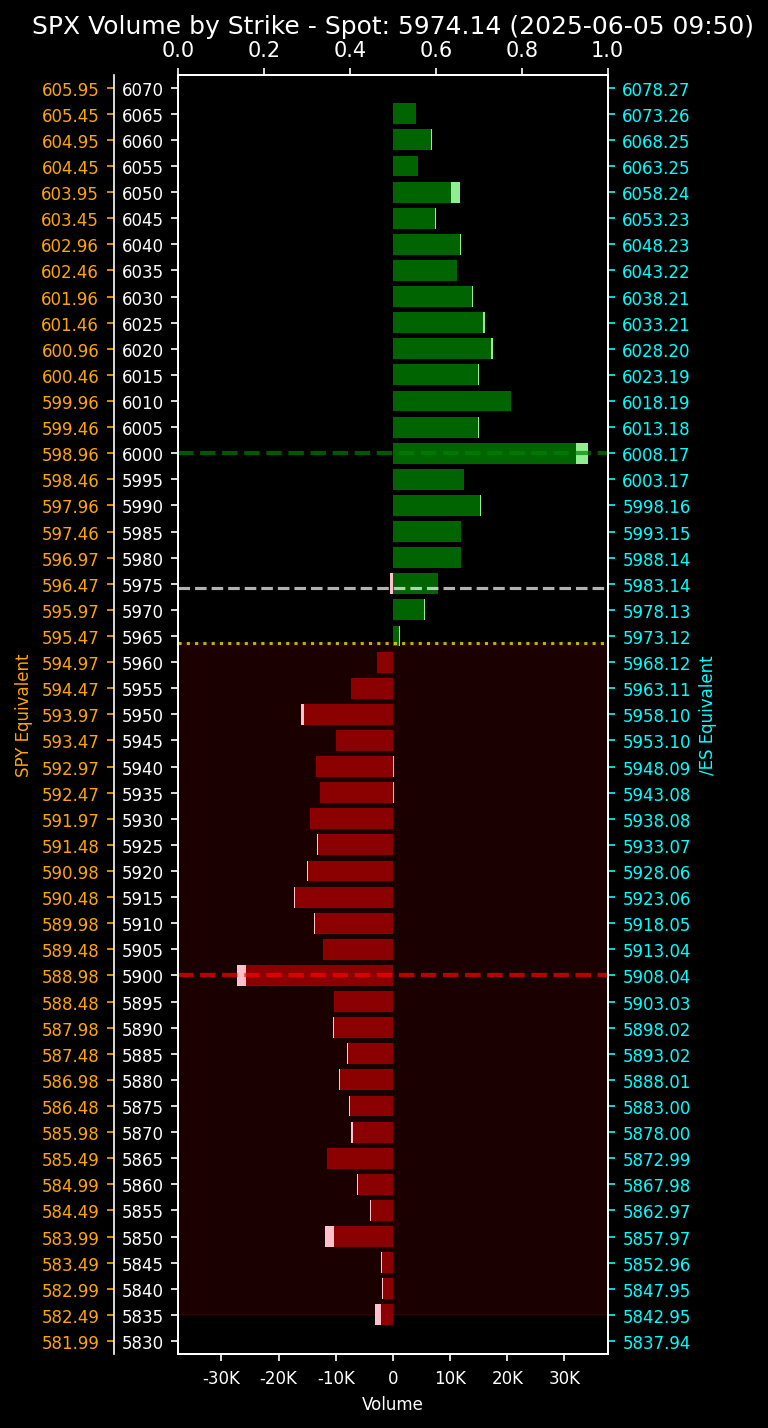 SPX Volume by Strike - Spot: 5974.14 (2025-06-05 09:50)
0.0 0.2 0.4 0.6 0.8 1.0
605.95 6070 6078.27
605.45 6065 6073.26
604.95 6060 6068.25
604.45 6055 6063.25
603.95 6050 6058.24
603.45 6045 6053.23
602.96 6040 6048.23
602.46 6035 6043.22
601.96 6030 6038.21
601.46 6025 6033.21
600.96 6020 6028.20
600.46 6015 6023.19
599.96 6010 6018.19
599.46 6005 6013.18
598.96 6000 6008.17
598.46 5995 6003.17
597.96 5990 5998.16
597.46 5985 5993.15
596.97 5980 5988.14
596.47 5975 5983.14
595.97 5970 5978.13
595.47 5965 5973.12
594.97 5960 5968.12
594.47 5955 5963.11
593.97 5950 5958.10
593.47 5945 5953.10
592.97 5940 5948.09
592.47 5935 5943.08
591.97 5930 5938.08
591.48 5925 5933.07
590.98 5920 5928.06
590.48 5915 5923.06
589.98 5910 5918.05
589.48 5905 5913.04
588.98 5900 5908.04
588.48 5895 5903.03
587.98 5890 5898.02
587.48 5885 5893.02
586.98 5880 5888.01
586.48 5875 5883.00
585.98 5870 5878.00
585.49 5865 5872.99
584.99 5860 5867.98
584.49 5855 5862.97
583.99 5850 5857.97
583.49 5845 5852.96
582.99 5840 5847.95
582.49 5835 5842.95
581.99 5830 5837.94
SPY Equivalent
/ES Equivalent
-30K -20K -10K 0 10K 20K 30K
Volume